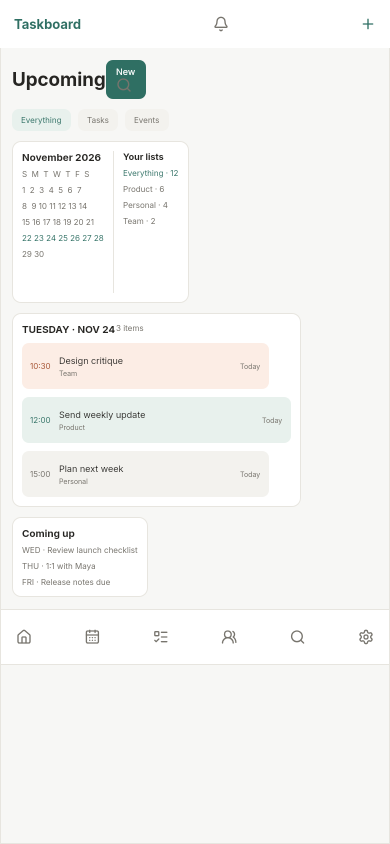 Taskboard
Upcoming
New
Everything
Tasks
Events
November 2026
S M T W T F S
1 2 3 4 5 6 7
8 9 10 11 12 13 14
15 16 17 18 19 20 21
22 23 24 25 26 27 28
29 30
Your lists
Everything · 12
Product · 6
Personal · 4
Team · 2
TUESDAY · NOV 24 3 items
10:30 Design critique Today
Team
12:00 Send weekly update Today
Product
15:00 Plan next week Today
Personal
Coming up
WED · Review launch checklist
THU · 1:1 with Maya
FRI · Release notes due